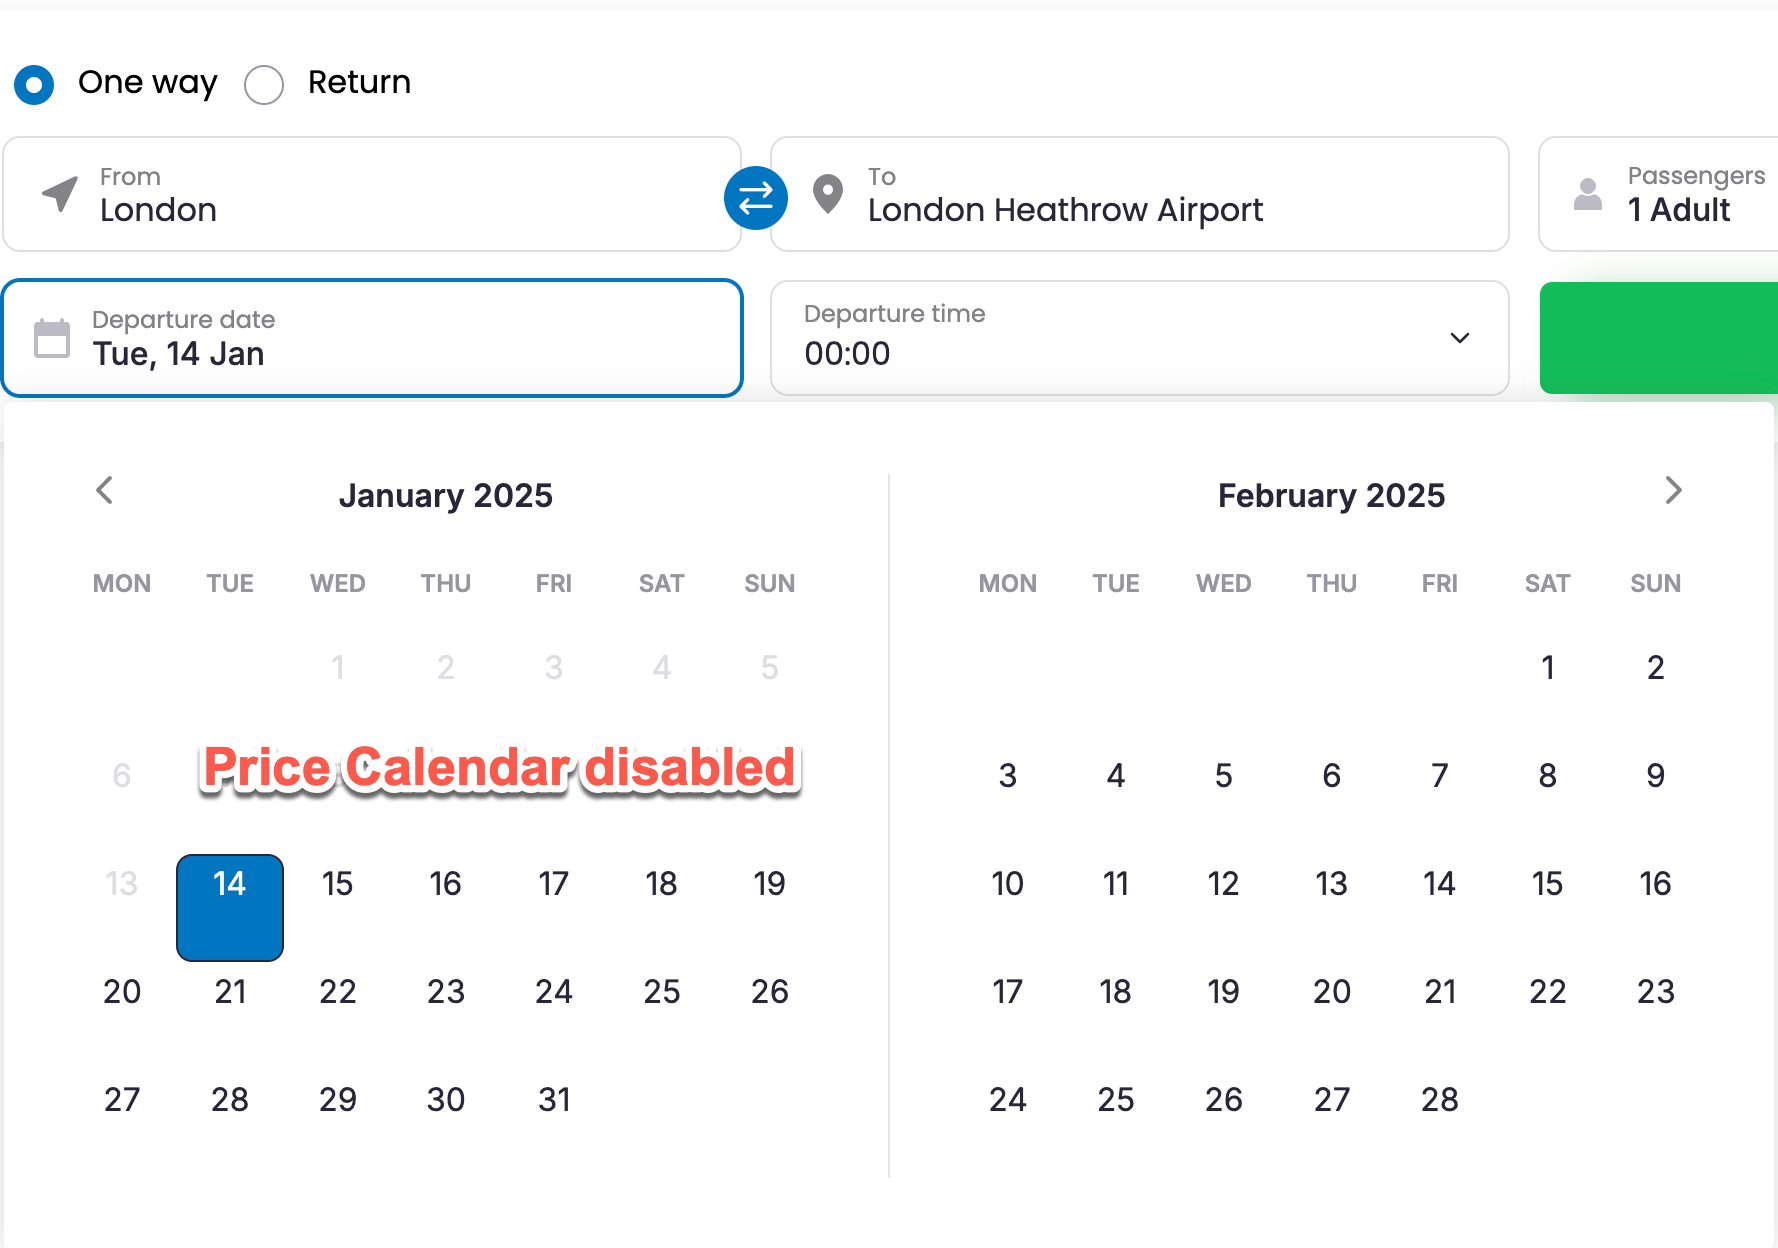 One way Return
From
London
To
London Heathrow Airport
Passengers
1 Adult
Departure date
Tue, 14 Jan
Departure time
00:00
January 2025
MON TUE WED THU FRI SAT SUN
1 2 3 4 5
6
Price Calendar disabled
13 14 15 16 17 18 19
20 21 22 23 24 25 26
27 28 29 30 31
February 2025
MON TUE WED THU FRI SAT SUN
1 2
3 4 5 6 7 8 9
10 11 12 13 14 15 16
17 18 19 20 21 22 23
24 25 26 27 28